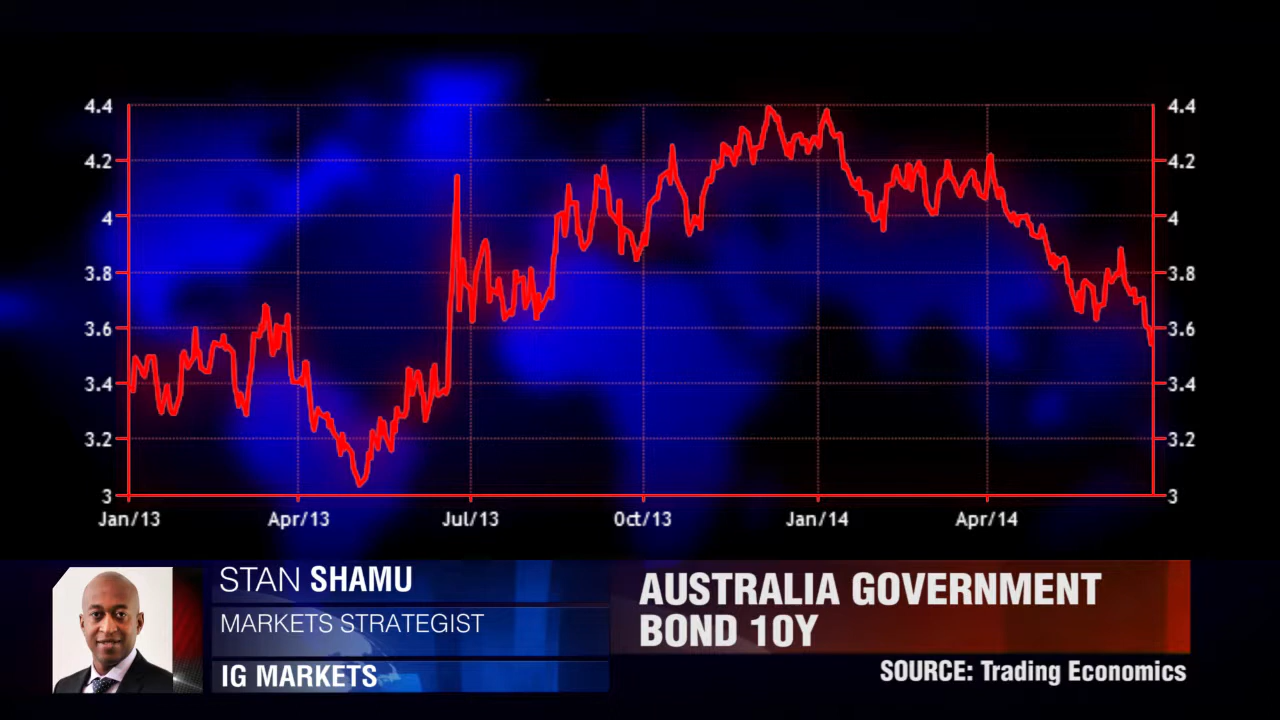 4.4
4.4
4.2
4.2
4
4
3.8
3.8
3.6
3.6
3.4
3.4
3.2
3.2
3
3
Jan/13 Apr/13 Jul/13 Oct/13 Jan/14 Apr/14
STAN SHAMU
MARKETS STRATEGIST
IG MARKETS
AUSTRALIA GOVERNMENT
BOND 10Y
SOURCE: Trading Economics